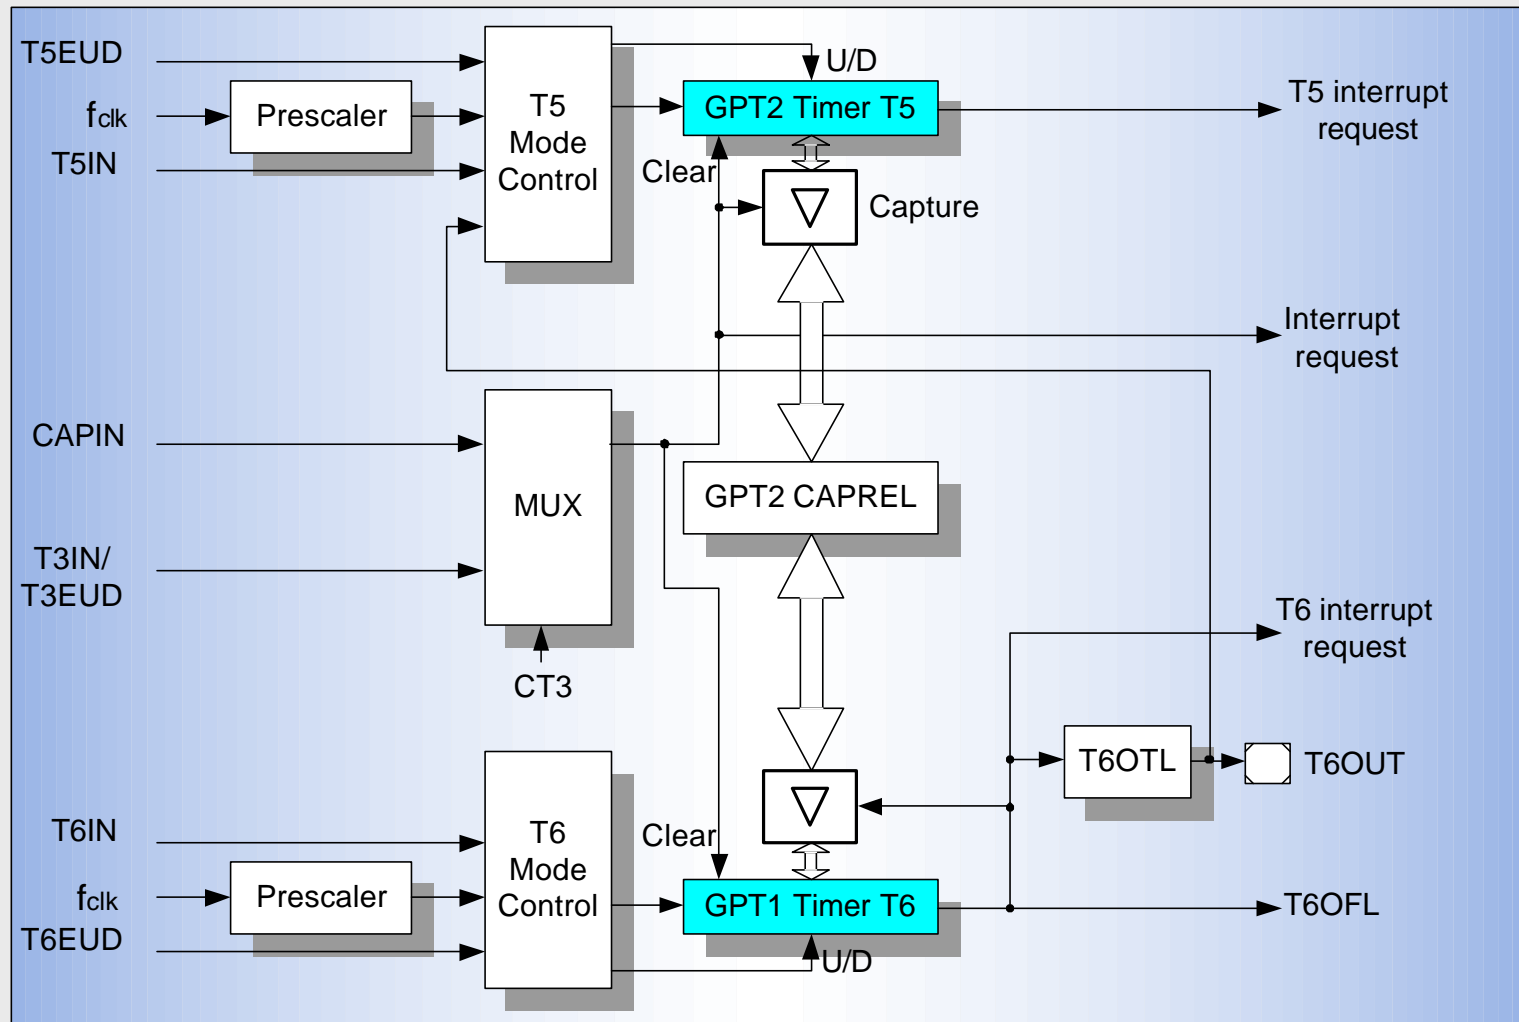 T5EUD
fclk
T5IN
Prescaler
T5
Mode
Control
U/D
GPT2 Timer T5
Clear
Capture
T5 interrupt
request
Interrupt
request
CAPIN
T3IN/
T3EUD
MUX
CT3
GPT2 CAPREL
T6 interrupt
request
T6OTL
T6OUT
T6IN
fclk
T6EUD
Prescaler
T6
Mode
Control
Clear
GPT1 Timer T6
U/D
T6OFL